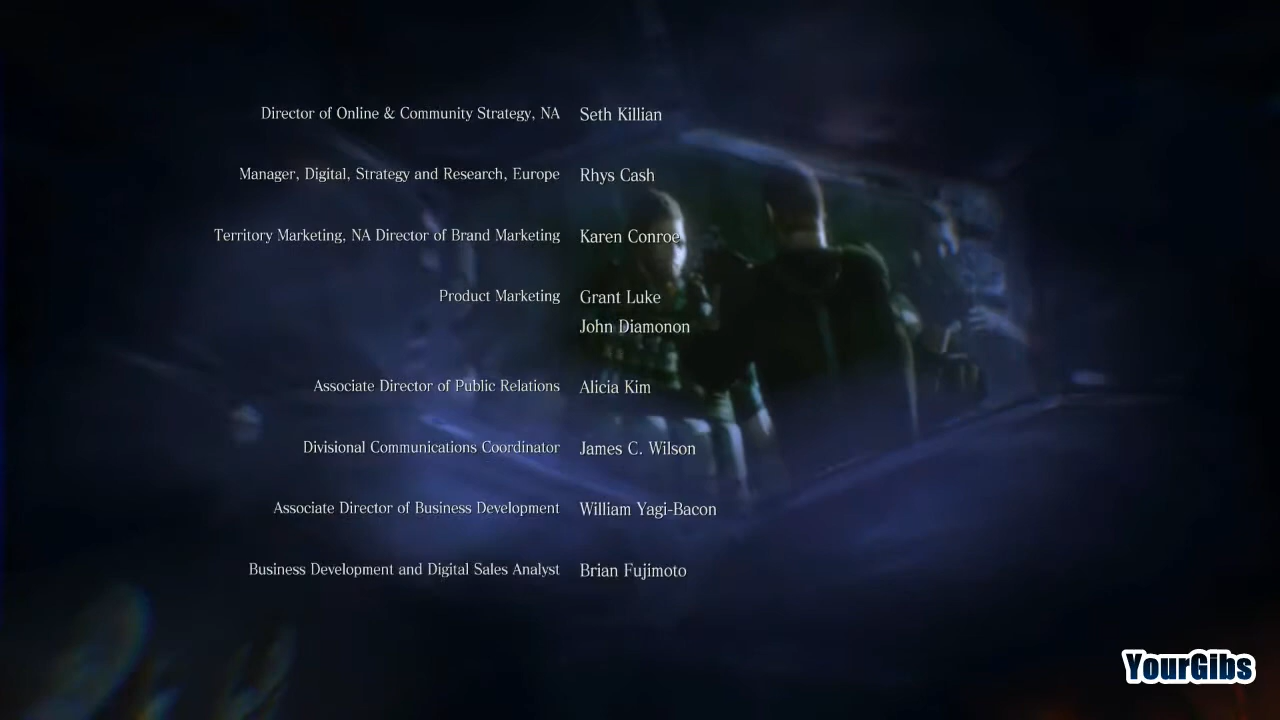 Director of Online & Community Strategy, NA Seth Killian
Manager, Digital, Strategy and Research, Europe Rhys Cash
Territory Marketing, NA Director of Brand Marketing Karen Conroe
Product Marketing Grant Luke
John Diamonon
Associate Director of Public Relations Alicia Kim
Divisional Communications Coordinator James C. Wilson
Associate Director of Business Development William Yagi-Bacon
Business Development and Digital Sales Analyst Brian Fujimoto
YourGibs